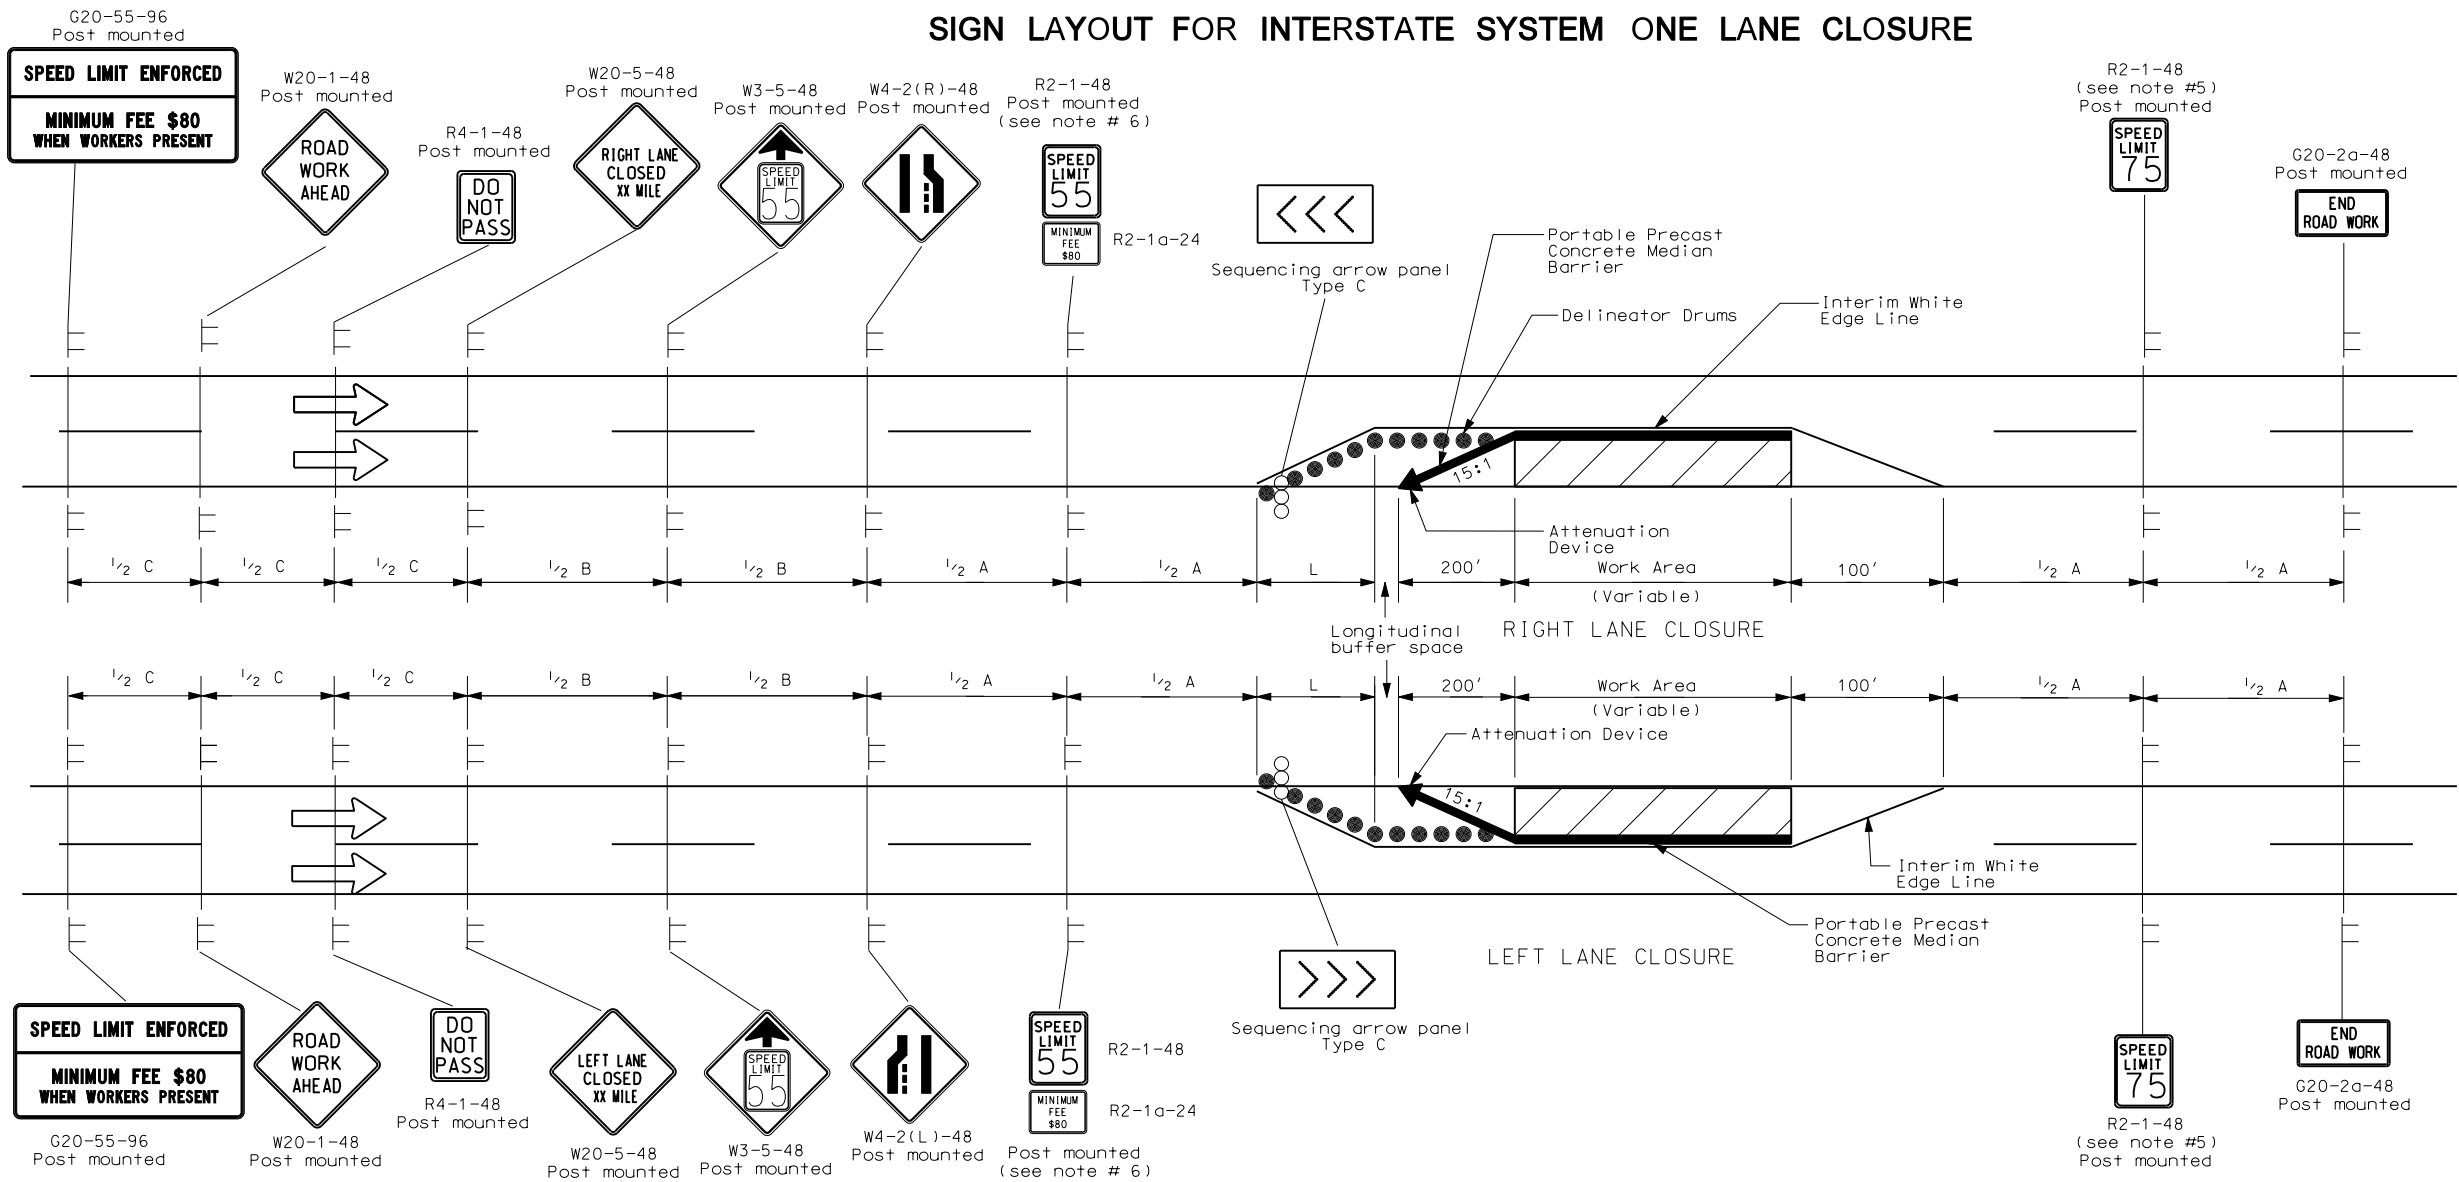 SIGN LAYOUT FOR INTERSTATE SYSTEM ONE LANE CLOSURE
G20-55-96
Post mounted
SPEED LIMIT ENFORCED
MINIMUM FEE $80
WHEN WORKERS PRESENT
W20-1-48
Post mounted
ROAD
WORK
AHEAD
R4-1-48
Post mounted
DO
NOT
PASS
W20-5-48
Post mounted
RIGHT LANE
CLOSED
XX MILE
W3-5-48
Post mounted
SPEED
LIMIT
55
W4-2(R)-48
Post mounted
R2-1-48
Post mounted
(see note # 6)
SPEED
LIMIT
55
MINIMUM
FEE
$80
R2-1a-24
Sequencing arrow panel
Type C
Portable Precast
Concrete Median
Barrier
Delineator Drums
Interim White
Edge Line
R2-1-48
(see note #5)
Post mounted
SPEED
LIMIT
75
G20-2a-48
Post mounted
END
ROAD WORK
15:1
Attenuation
Device
1/2 C
1/2 C
1/2 C
1/2 B
1/2 B
1/2 A
1/2 A
L
200'
Work Area
(Variable)
100'
1/2 A
1/2 A
Longitudinal
buffer space
RIGHT LANE CLOSURE
1/2 C
1/2 C
1/2 C
1/2 B
1/2 B
1/2 A
1/2 A
L
200'
Work Area
(Variable)
100'
1/2 A
1/2 A
Attenuation Device
15:1
Interim White
Edge Line
Portable Precast
Concrete Median
Barrier
LEFT LANE CLOSURE
Sequencing arrow panel
Type C
SPEED LIMIT ENFORCED
MINIMUM FEE $80
WHEN WORKERS PRESENT
G20-55-96
Post mounted
ROAD
WORK
AHEAD
W20-1-48
Post mounted
DO
NOT
PASS
R4-1-48
Post mounted
LEFT LANE
CLOSED
XX MILE
W20-5-48
Post mounted
SPEED
LIMIT
55
W3-5-48
Post mounted
W4-2(L)-48
Post mounted
SPEED
LIMIT
55
R2-1-48
MINIMUM
FEE
$80
R2-1a-24
Post mounted
(see note # 6)
SPEED
LIMIT
75
R2-1-48
(see note #5)
Post mounted
END
ROAD WORK
G20-2a-48
Post mounted